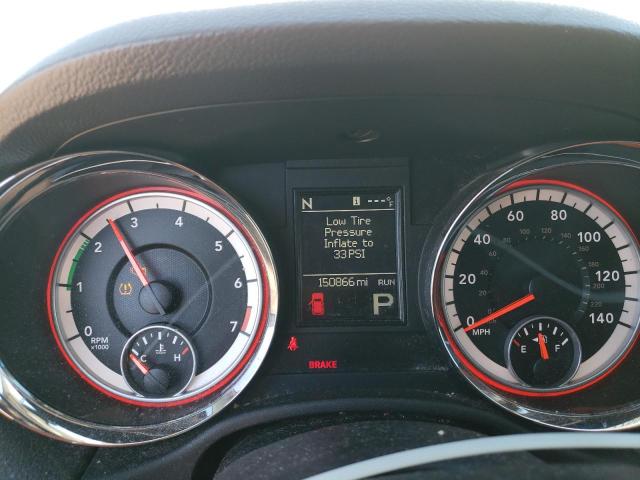 N i ----°F
Low Tire
Pressure
Inflate to
33 PSI
150866 mi RUN
P
0 1 2 3 4 5 6 7
RPM
x1000
C H
BRAKE
0 20 40 60 80 100 120 140
MPH
E F